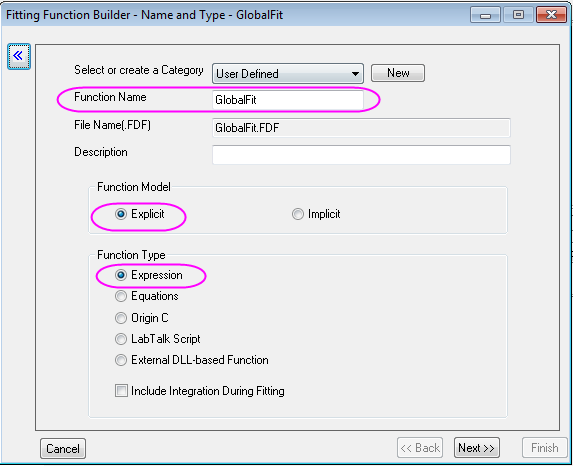 Fitting Function Builder - Name and Type - GlobalFit
Select or create a Category User Defined New
Function Name GlobalFit
File Name(.FDF) GlobalFit.FDF
Description
Function Model
Explicit Implicit
Function Type
Expression
Equations
Origin C
LabTalk Script
External DLL-based Function
Include Integration During Fitting
Cancel << Back Next >> Finish